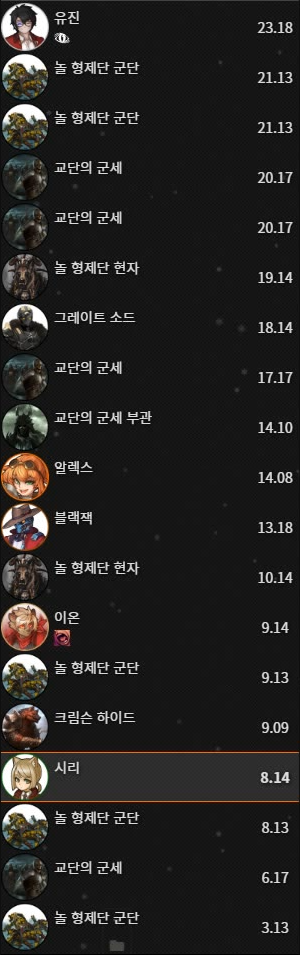 유진
23.18
놀 형제단 군단
21.13
놀 형제단 군단
21.13
교단의 군세
20.17
교단의 군세
20.17
놀 형제단 현자
19.14
그레이트 소드
18.14
교단의 군세
17.17
교단의 군세 부관
14.10
알렉스
14.08
블랙잭
13.18
놀 형제단 현자
10.14
이온
9.14
놀 형제단 군단
9.13
크림슨 하이드
9.09
시리
8.14
놀 형제단 군단
8.13
교단의 군세
6.17
놀 형제단 군단
3.13